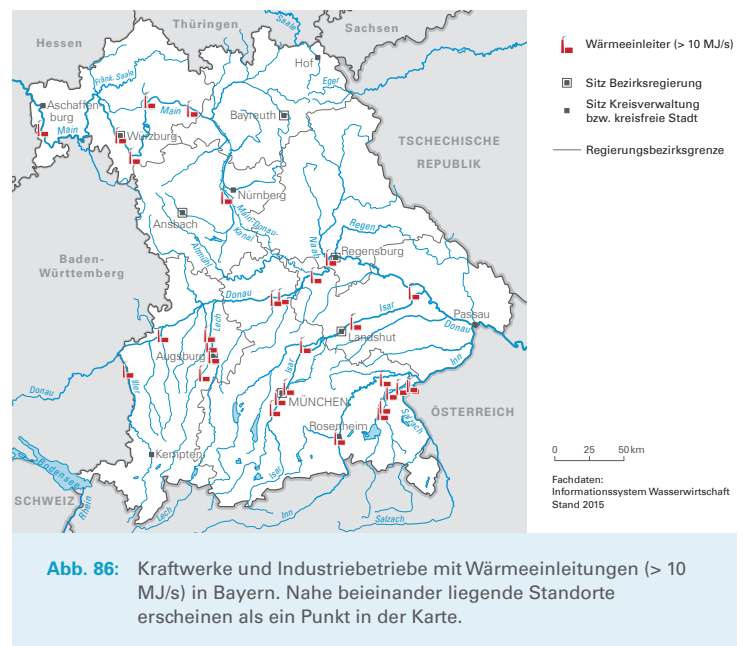 Thüringen
Sachsen
Hessen
Saale
Hof
Fränk. Saale
Eger
Aschaffen-
burg
Main
Bayreuth
Main
Würzburg
TSCHECHISCHE
REPUBLIK
Nürnberg
Ansbach
Main-Donau-
Kanal
Regen
Naab
Altmühl
Regensburg
Baden-
Württemberg
Donau
Isar
Passau
Lech
Donau
Landshut
Augsburg
Isar
Inn
Iller
Donau
MÜNCHEN
Salzach
ÖSTERREICH
Rosenheim
Kempten
Bodensee
Isar
SCHWEIZ
Rhein
Lech
Inn
Salzach
Wärmeeinleiter (> 10 MJ/s)
Sitz Bezirksregierung
Sitz Kreisverwaltung
bzw. kreisfreie Stadt
Regierungsbezirksgrenze
0 25 50 km
Fachdaten:
Informationssystem Wasserwirtschaft
Stand 2015
Abb. 86: Kraftwerke und Industriebetriebe mit Wärmeeinleitungen (> 10
MJ/s) in Bayern. Nahe beieinander liegende Standorte
erscheinen als ein Punkt in der Karte.